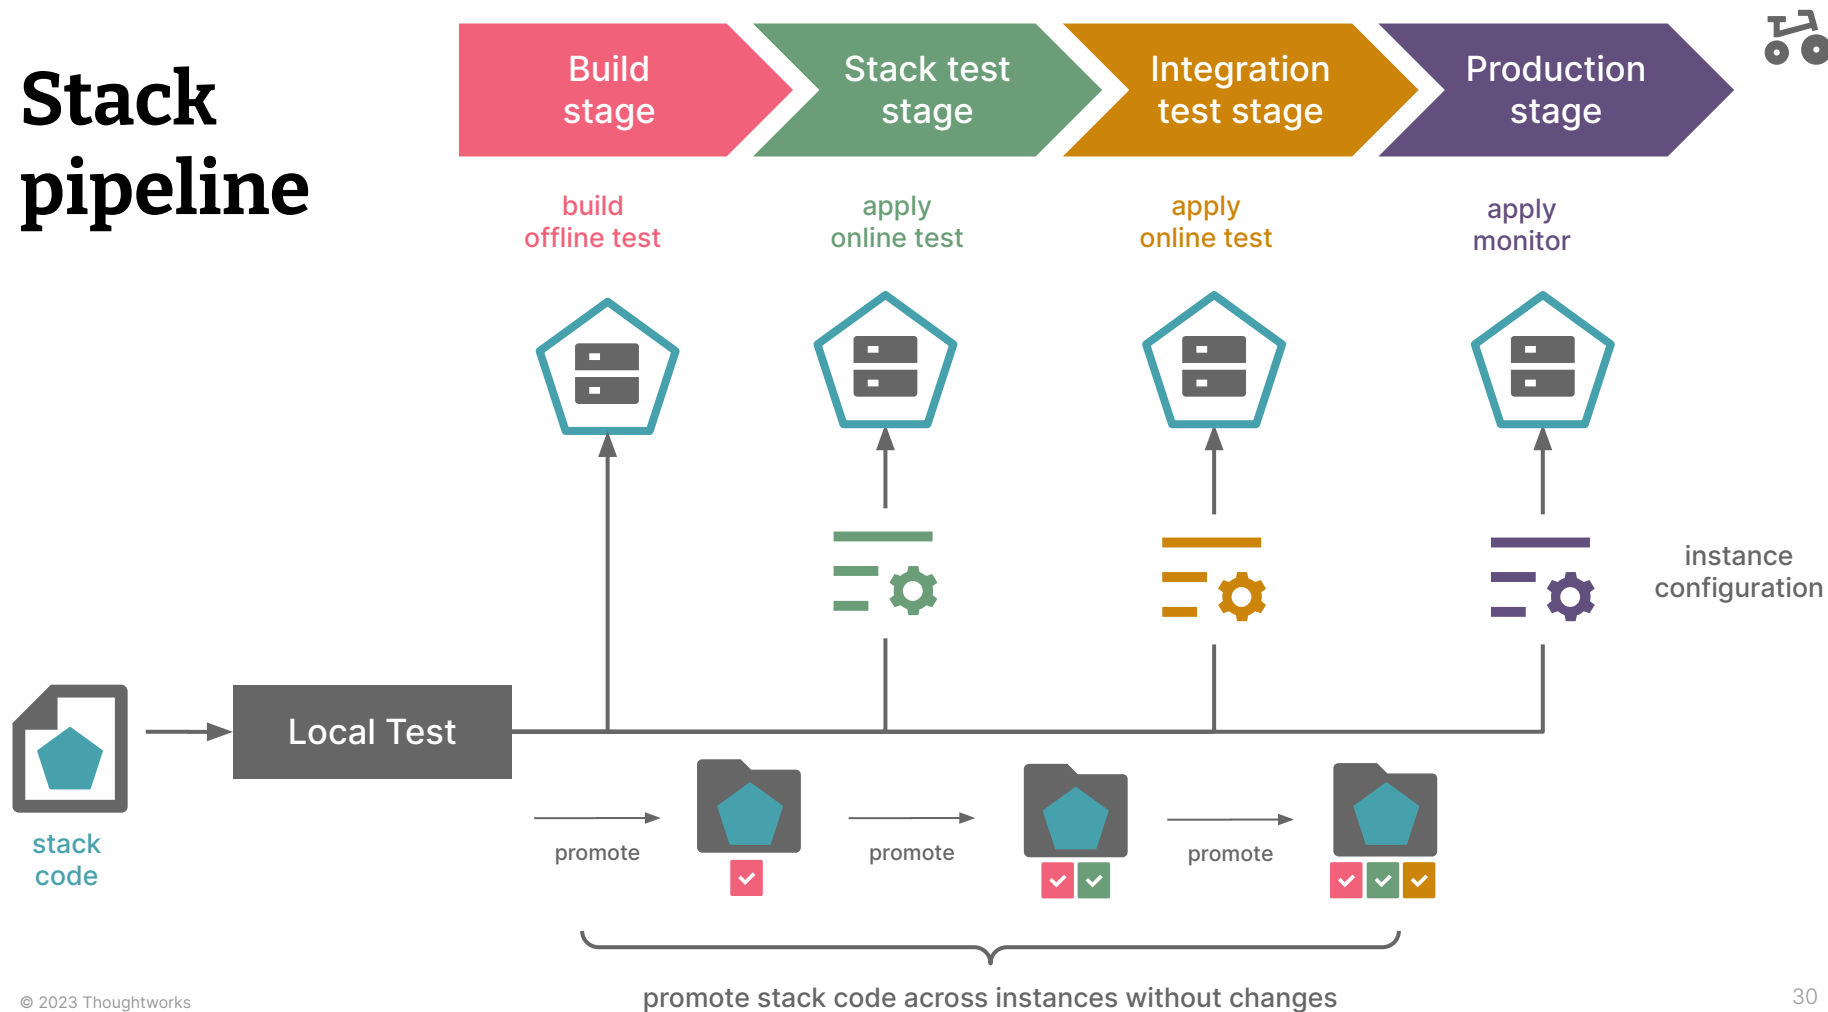 Stack
pipeline
Build
stage
Stack test
stage
Integration
test stage
Production
stage
build
offline test
apply
online test
apply
online test
apply
monitor
instance
configuration
Local Test
stack
code
promote
promote
promote
promote stack code across instances without changes
© 2023 Thoughtworks
30